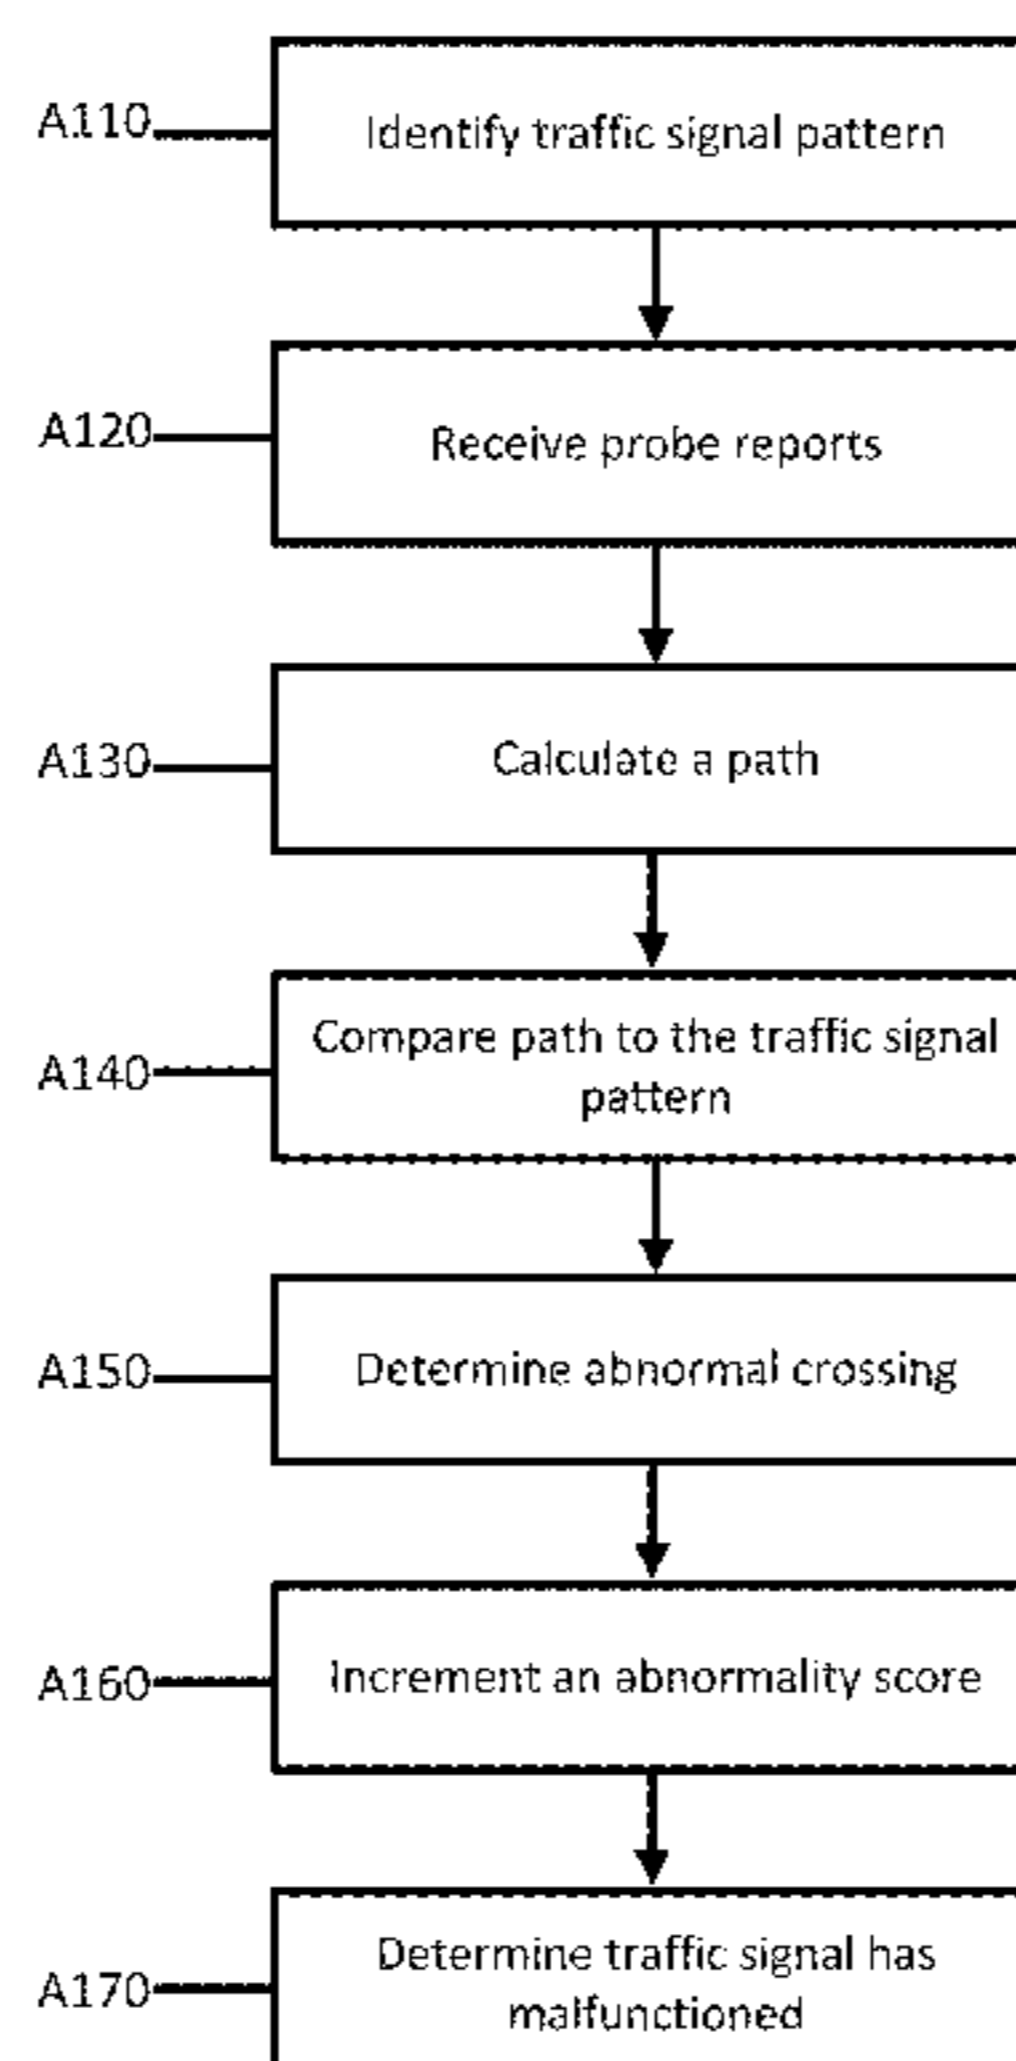 A110
Identify traffic signal pattern
A120
Receive probe reports
A130
Calculate a path
A140
Compare path to the traffic signal
pattern
A150
Determine abnormal crossing
A160
Increment an abnormality score
A170
Determine traffic signal has
malfunctioned